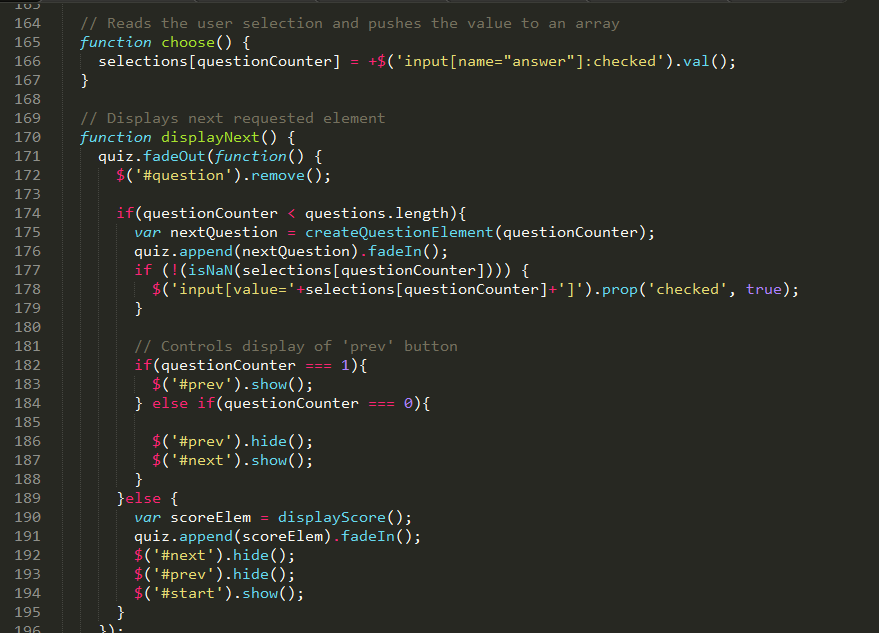 165
164 // Reads the user selection and pushes the value to an array
165 function choose() {
166 selections[questionCounter] = +$('input[name="answer"]:checked').val();
167 }
168
169 // Displays next requested element
170 function displayNext() {
171 quiz.fadeOut(function() {
172 $('#question').remove();
173
174 if(questionCounter < questions.length){
175 var nextQuestion = createQuestionElement(questionCounter);
176 quiz.append(nextQuestion).fadeIn();
177 if (!(isNaN(selections[questionCounter]))) {
178 $('input[value='+selections[questionCounter]+']').prop('checked', true);
179 }
180
181 // Controls display of 'prev' button
182 if(questionCounter === 1){
183 $('#prev').show();
184 } else if(questionCounter === 0){
185
186 $('#prev').hide();
187 $('#next').show();
188 }
189 }else {
190 var scoreElem = displayScore();
191 quiz.append(scoreElem).fadeIn();
192 $('#next').hide();
193 $('#prev').hide();
194 $('#start').show();
195 }
196 });